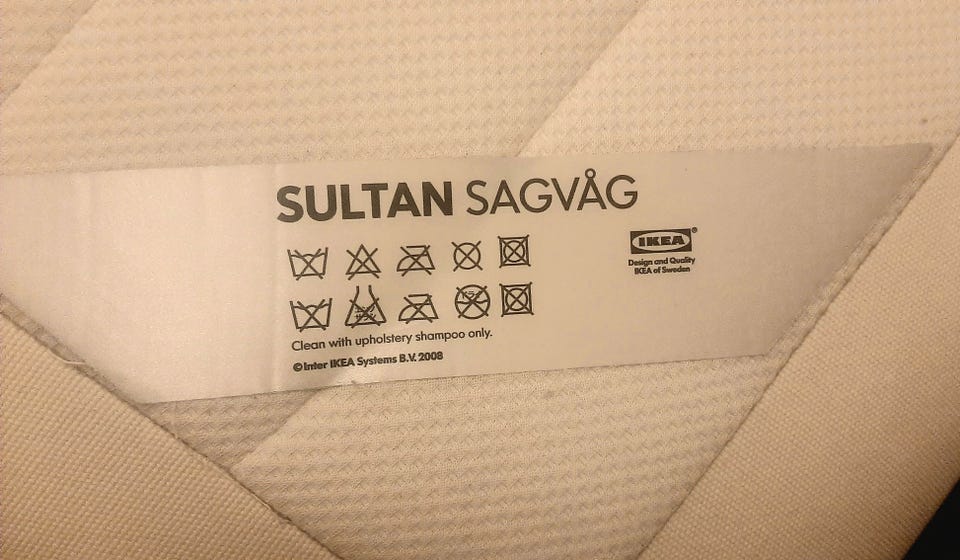 SULTAN SAGVÅG
IKEA®
Design and Quality
IKEA of Sweden
Clean with upholstery shampoo only.
©Inter IKEA Systems B.V. 2008